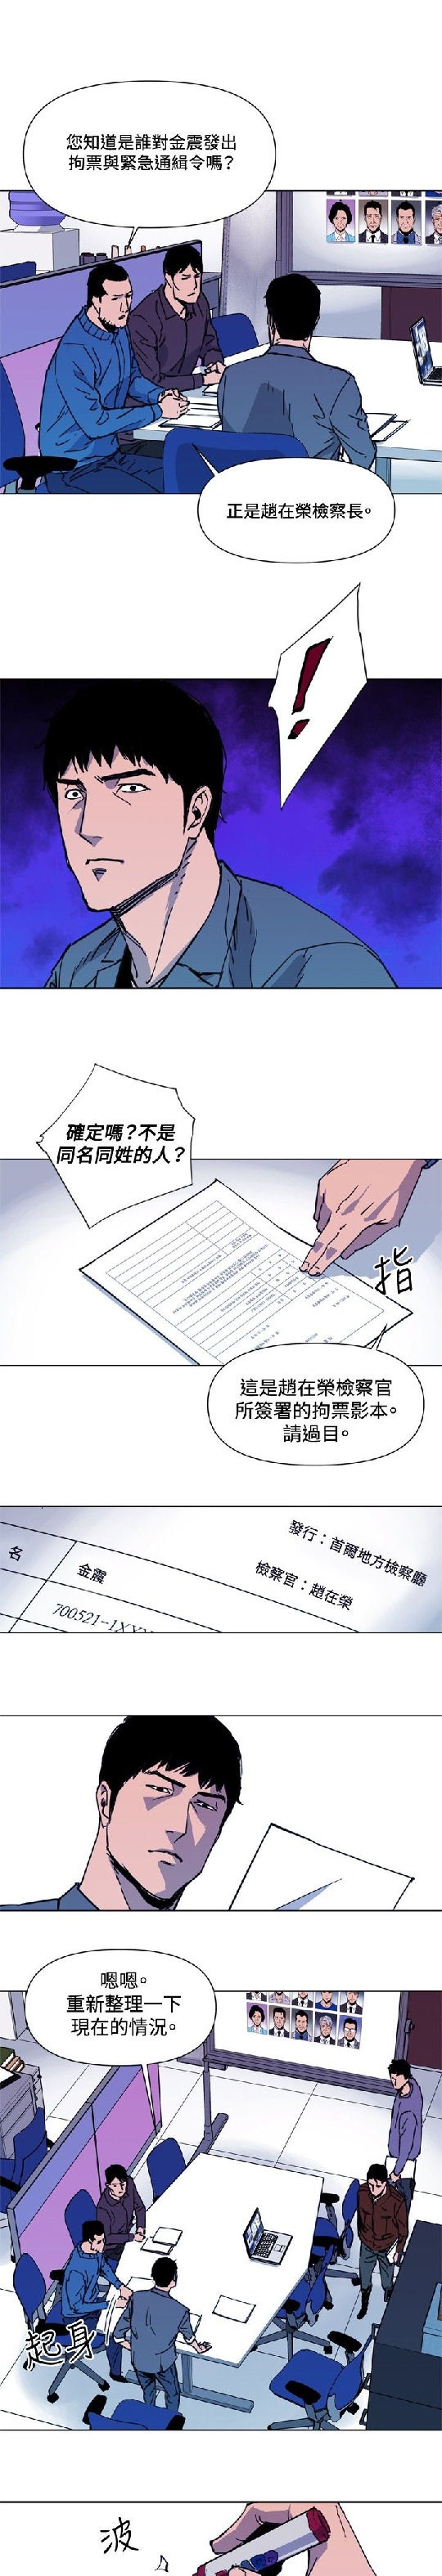 您知道是誰對金震發出
拘票與緊急通緝令嗎？
正是趙在榮檢察長。
！
確定嗎？不是
同名同姓的人？
指
這是趙在榮檢察官
所簽署的拘票影本。
請過目。
發行：首爾地方檢察廳
名
金震
檢察官：趙在榮
700521-1XX
嗯嗯。
重新整理一下
現在的情況。
起身
波